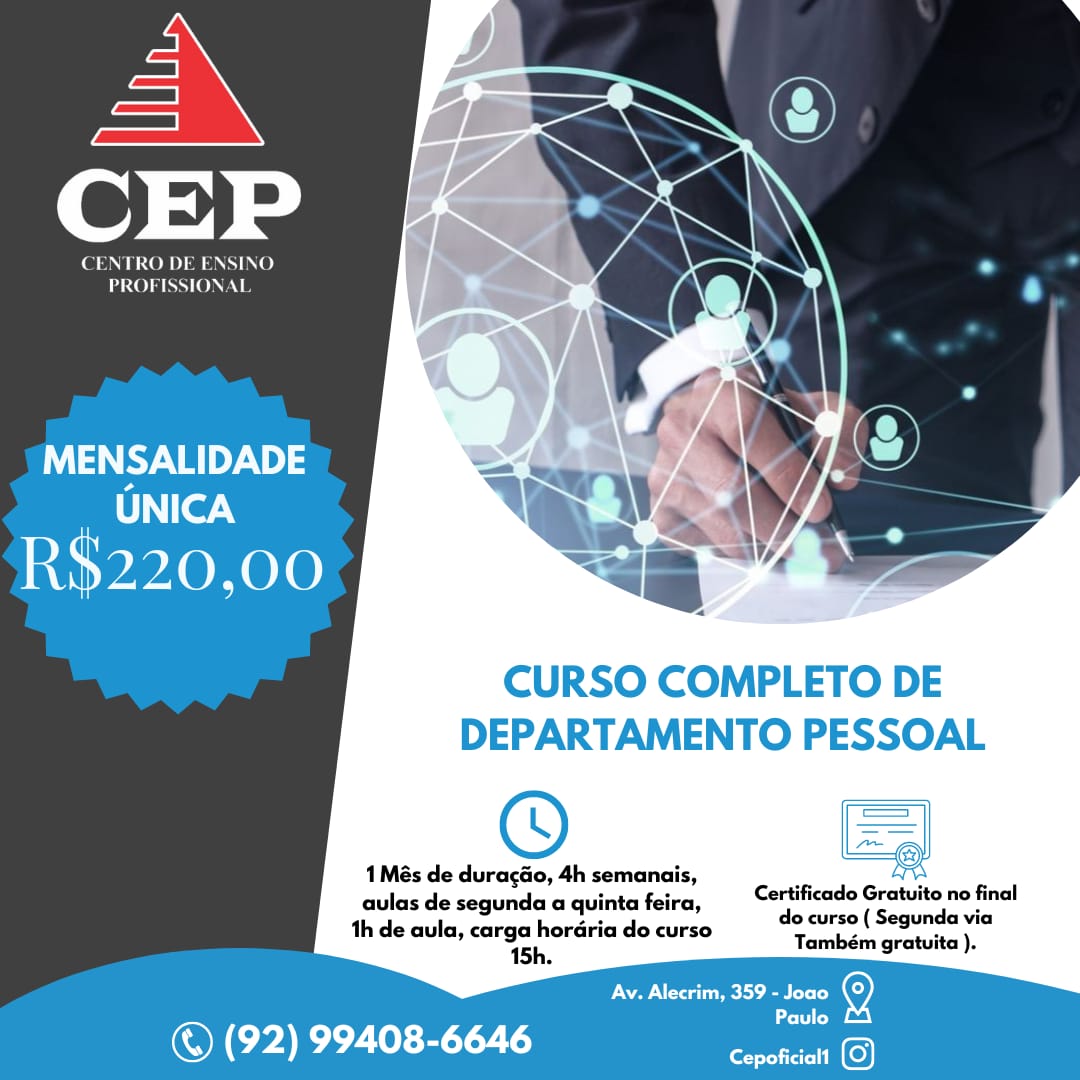 CEP
CENTRO DE ENSINO
PROFISSIONAL
MENSALIDADE
ÚNICA
R$220,00
CURSO COMPLETO DE
DEPARTAMENTO PESSOAL
1 Mês de duração, 4h semanais,
aulas de segunda a quinta feira,
1h de aula, carga horária do curso
15h.
Certificado Gratuito no final
do curso ( Segunda via
Também gratuita ).
(92) 99408-6646
Av. Alecrim, 359 - Joao
Paulo
Cepoficial1